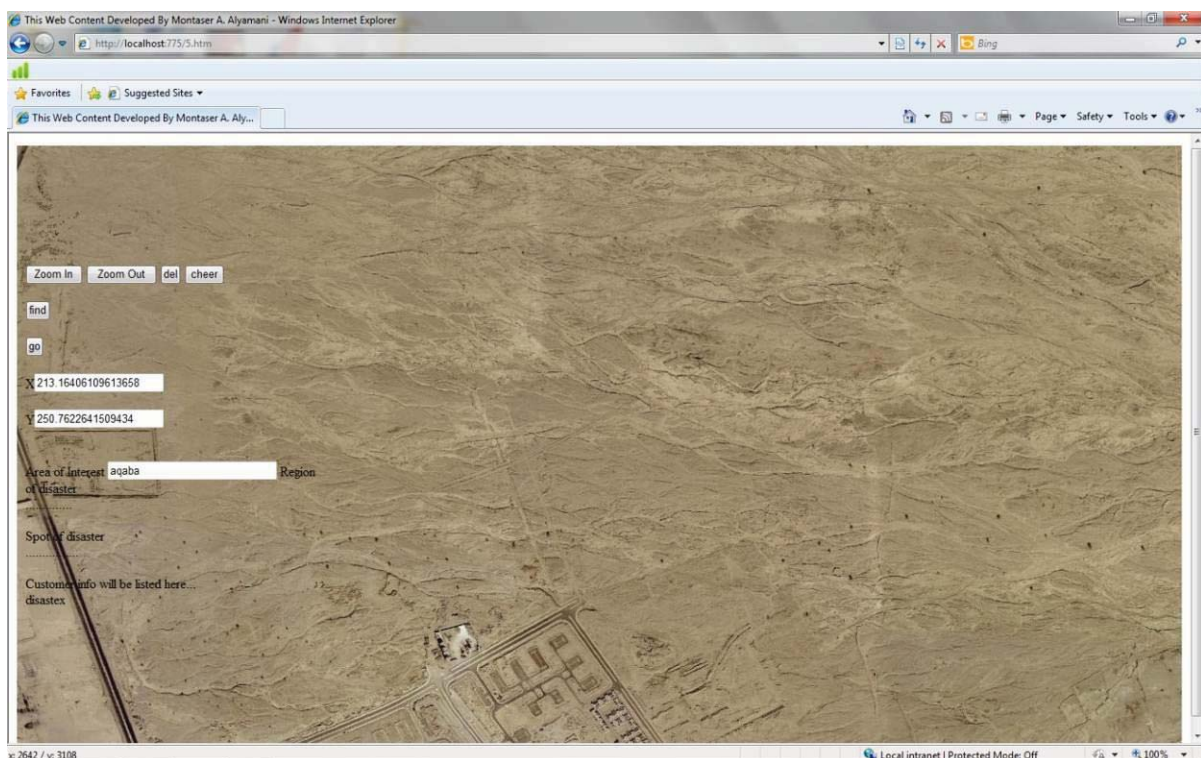 This Web Content Developed By Montaser A. Alyamani - Windows Internet Explorer
http://localhost:775/5.htm
Bing
Favorites Suggested Sites
This Web Content Developed By Montaser A. Aly...
Page Safety Tools
Zoom In Zoom Out del cheer
find
go
X 213.16406109613658
Y 250.7622641509434
Area of Interest aqaba Region
of disaster
------------
Spot of disaster
----------------
Customer info will be listed here...
disastex
x: 2642 / y: 3108
Local intranet | Protected Mode: Off
100%